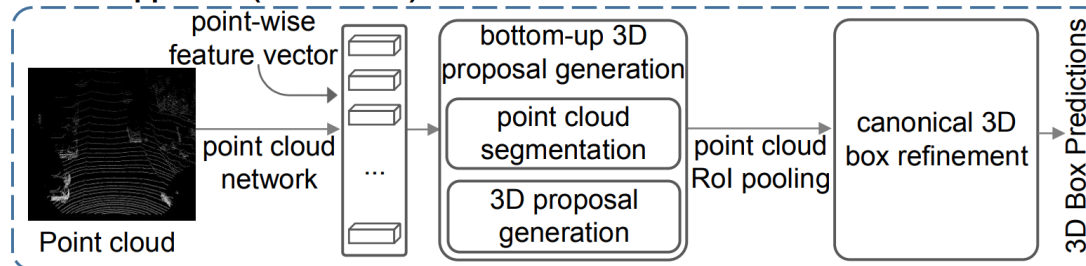 point-wise
feature vector
Point cloud
point cloud
network
...
bottom-up 3D
proposal generation
point cloud
segmentation
3D proposal
generation
point cloud
RoI pooling
canonical 3D
box refinement
3D Box Predictions